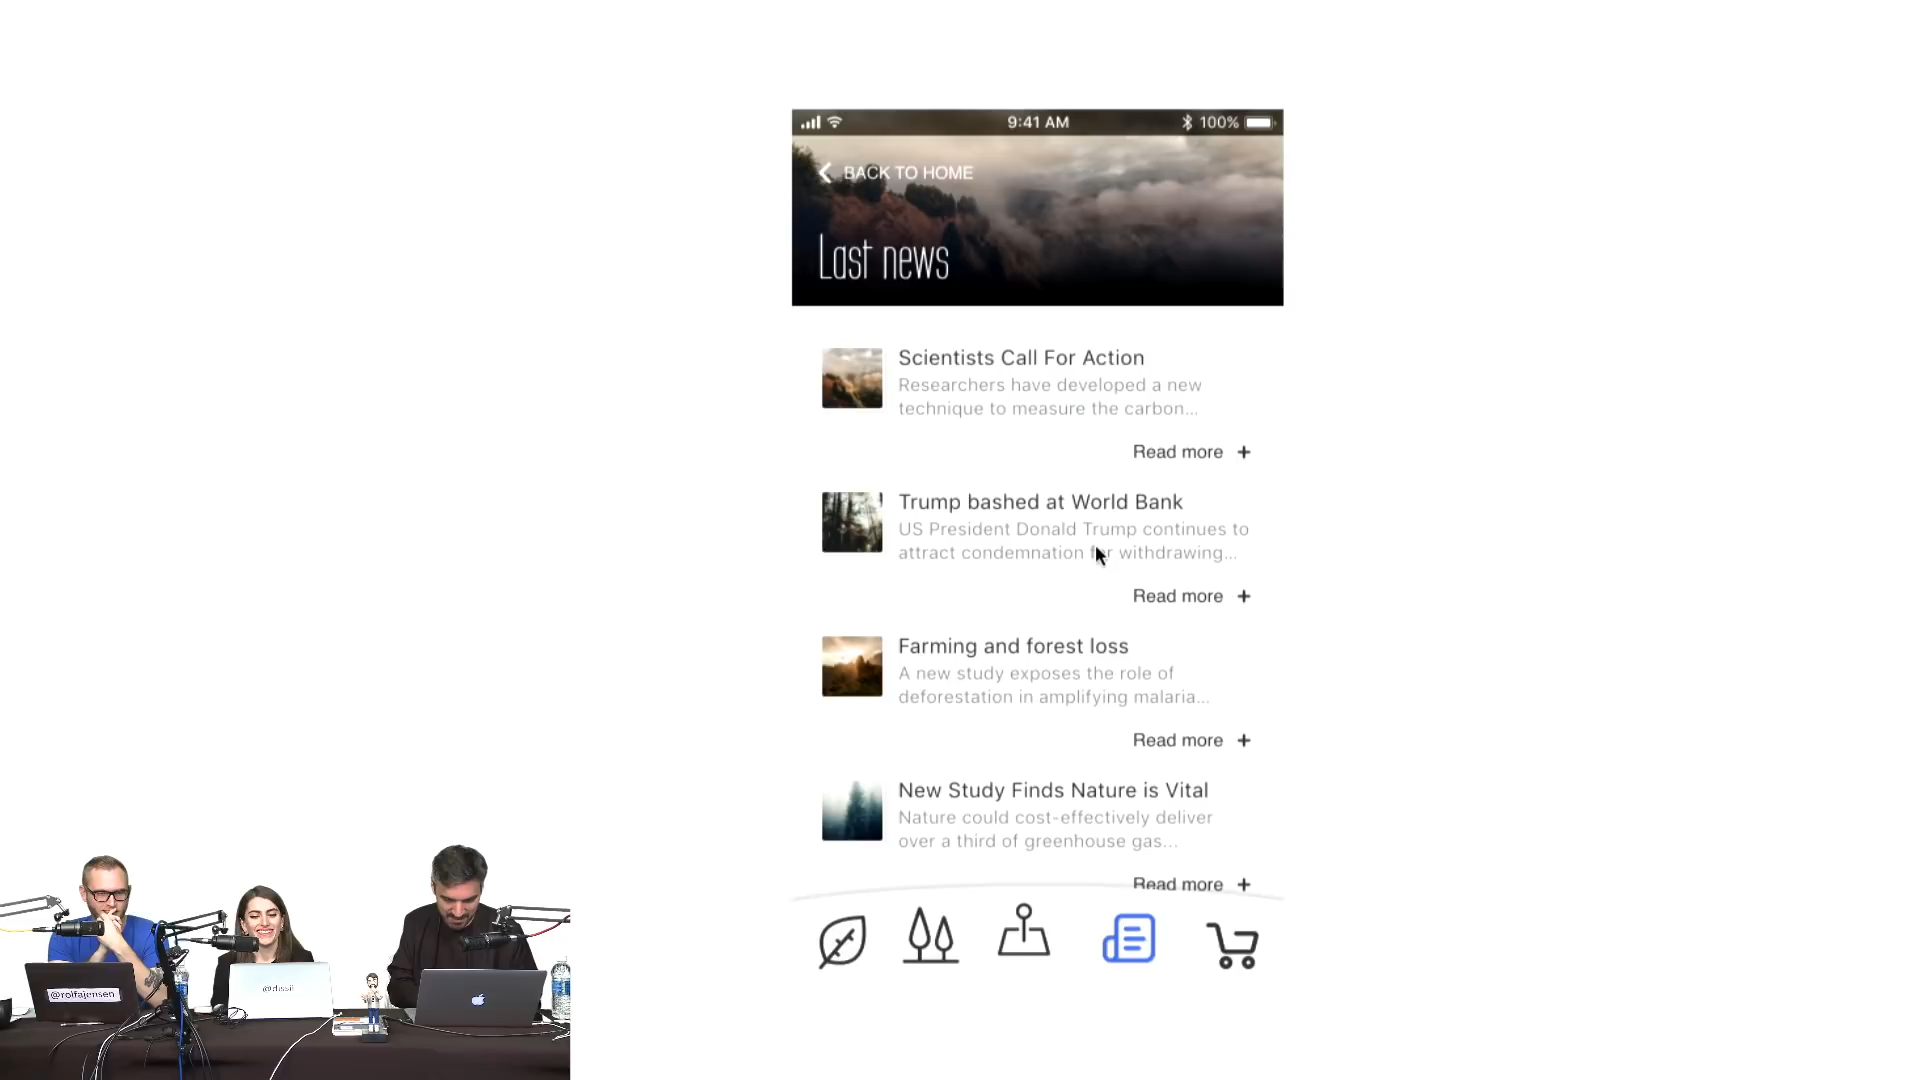 9:41 AM
100%
BACK TO HOME
Last news
Scientists Call For Action
Researchers have developed a new
technique to measure the carbon...
Read more +
Trump bashed at World Bank
US President Donald Trump continues to
attract condemnation for withdrawing...
Read more +
Farming and forest loss
A new study exposes the role of
deforestation in amplifying malaria...
Read more +
New Study Finds Nature is Vital
Nature could cost-effectively deliver
over a third of greenhouse gas...
Read more +
@rolfajensen